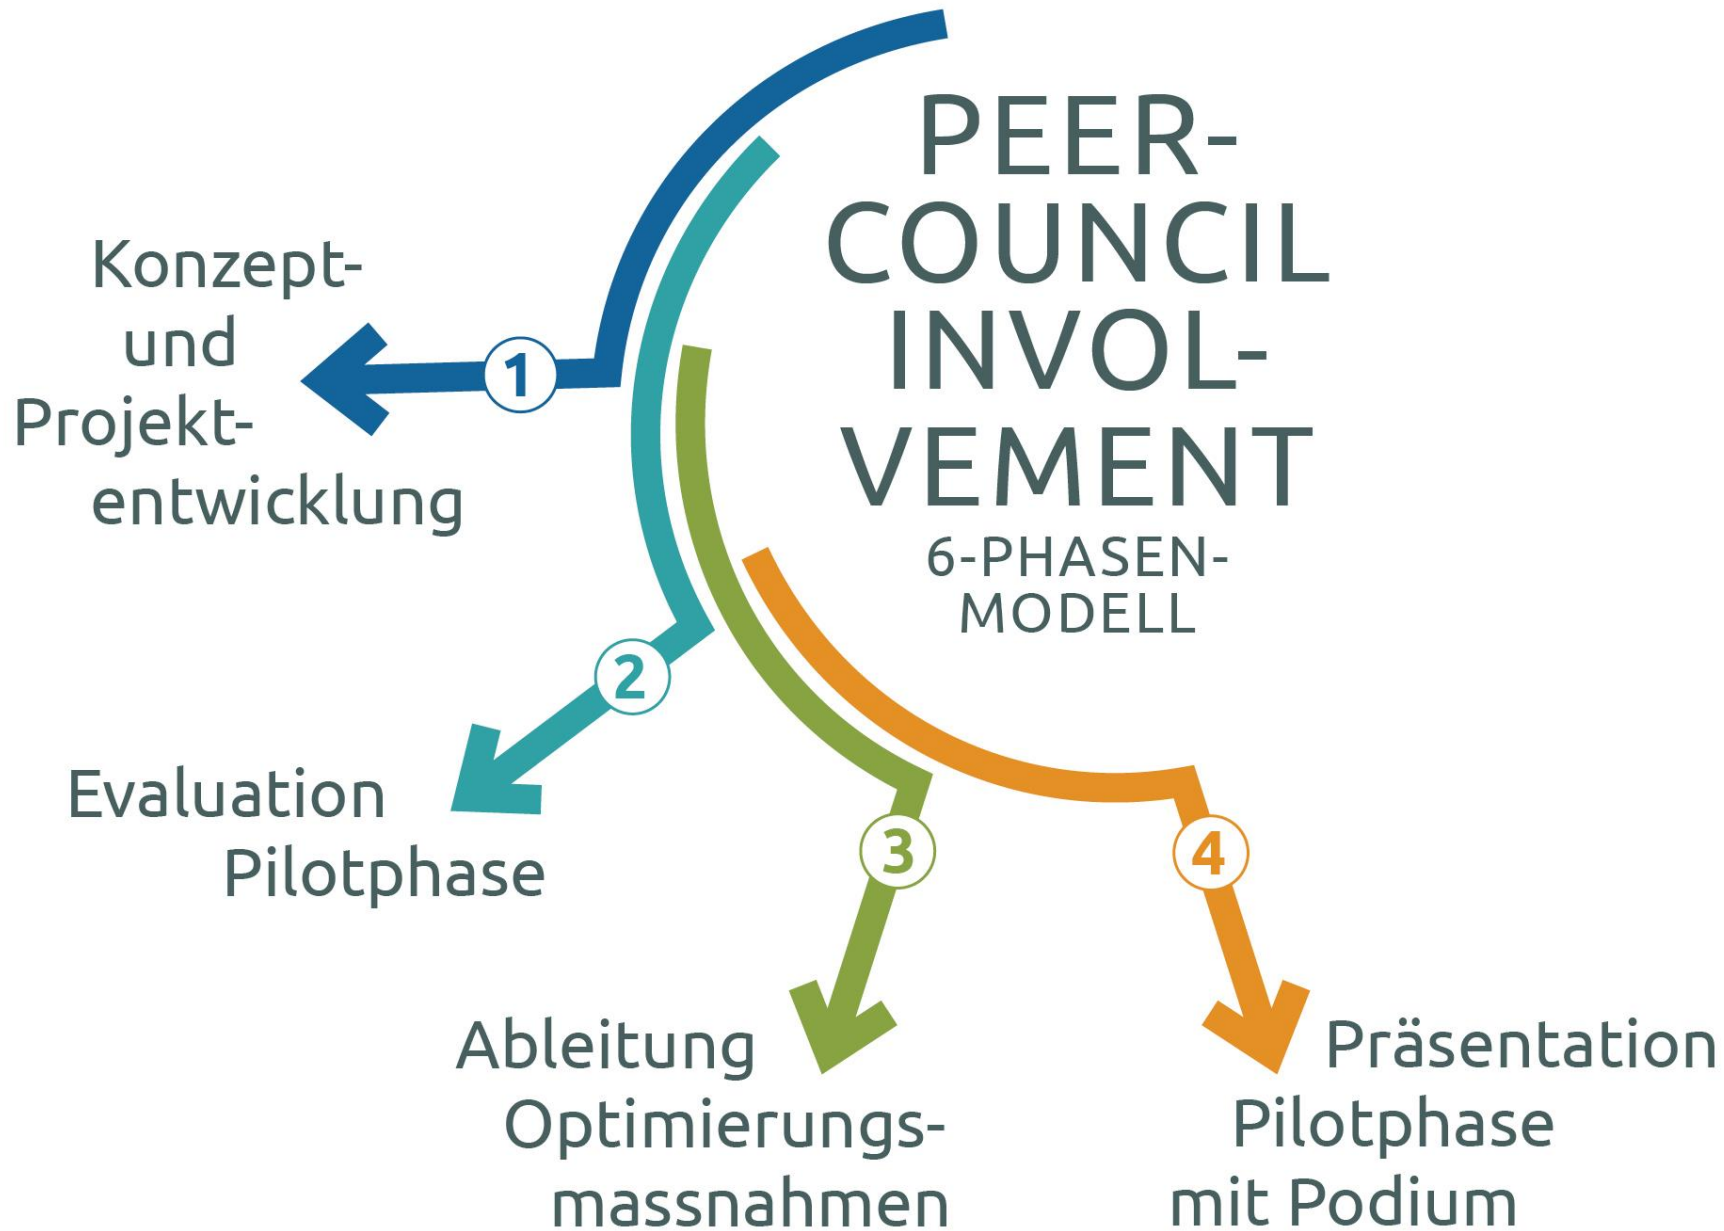 PEER-
COUNCIL
INVOL-
VEMENT
6-PHASEN-
MODELL
1
Konzept-
und
Projekt-
entwicklung
2
Evaluation
Pilotphase
3
Ableitung
Optimierungs-
massnahmen
4
Präsentation
Pilotphase
mit Podium